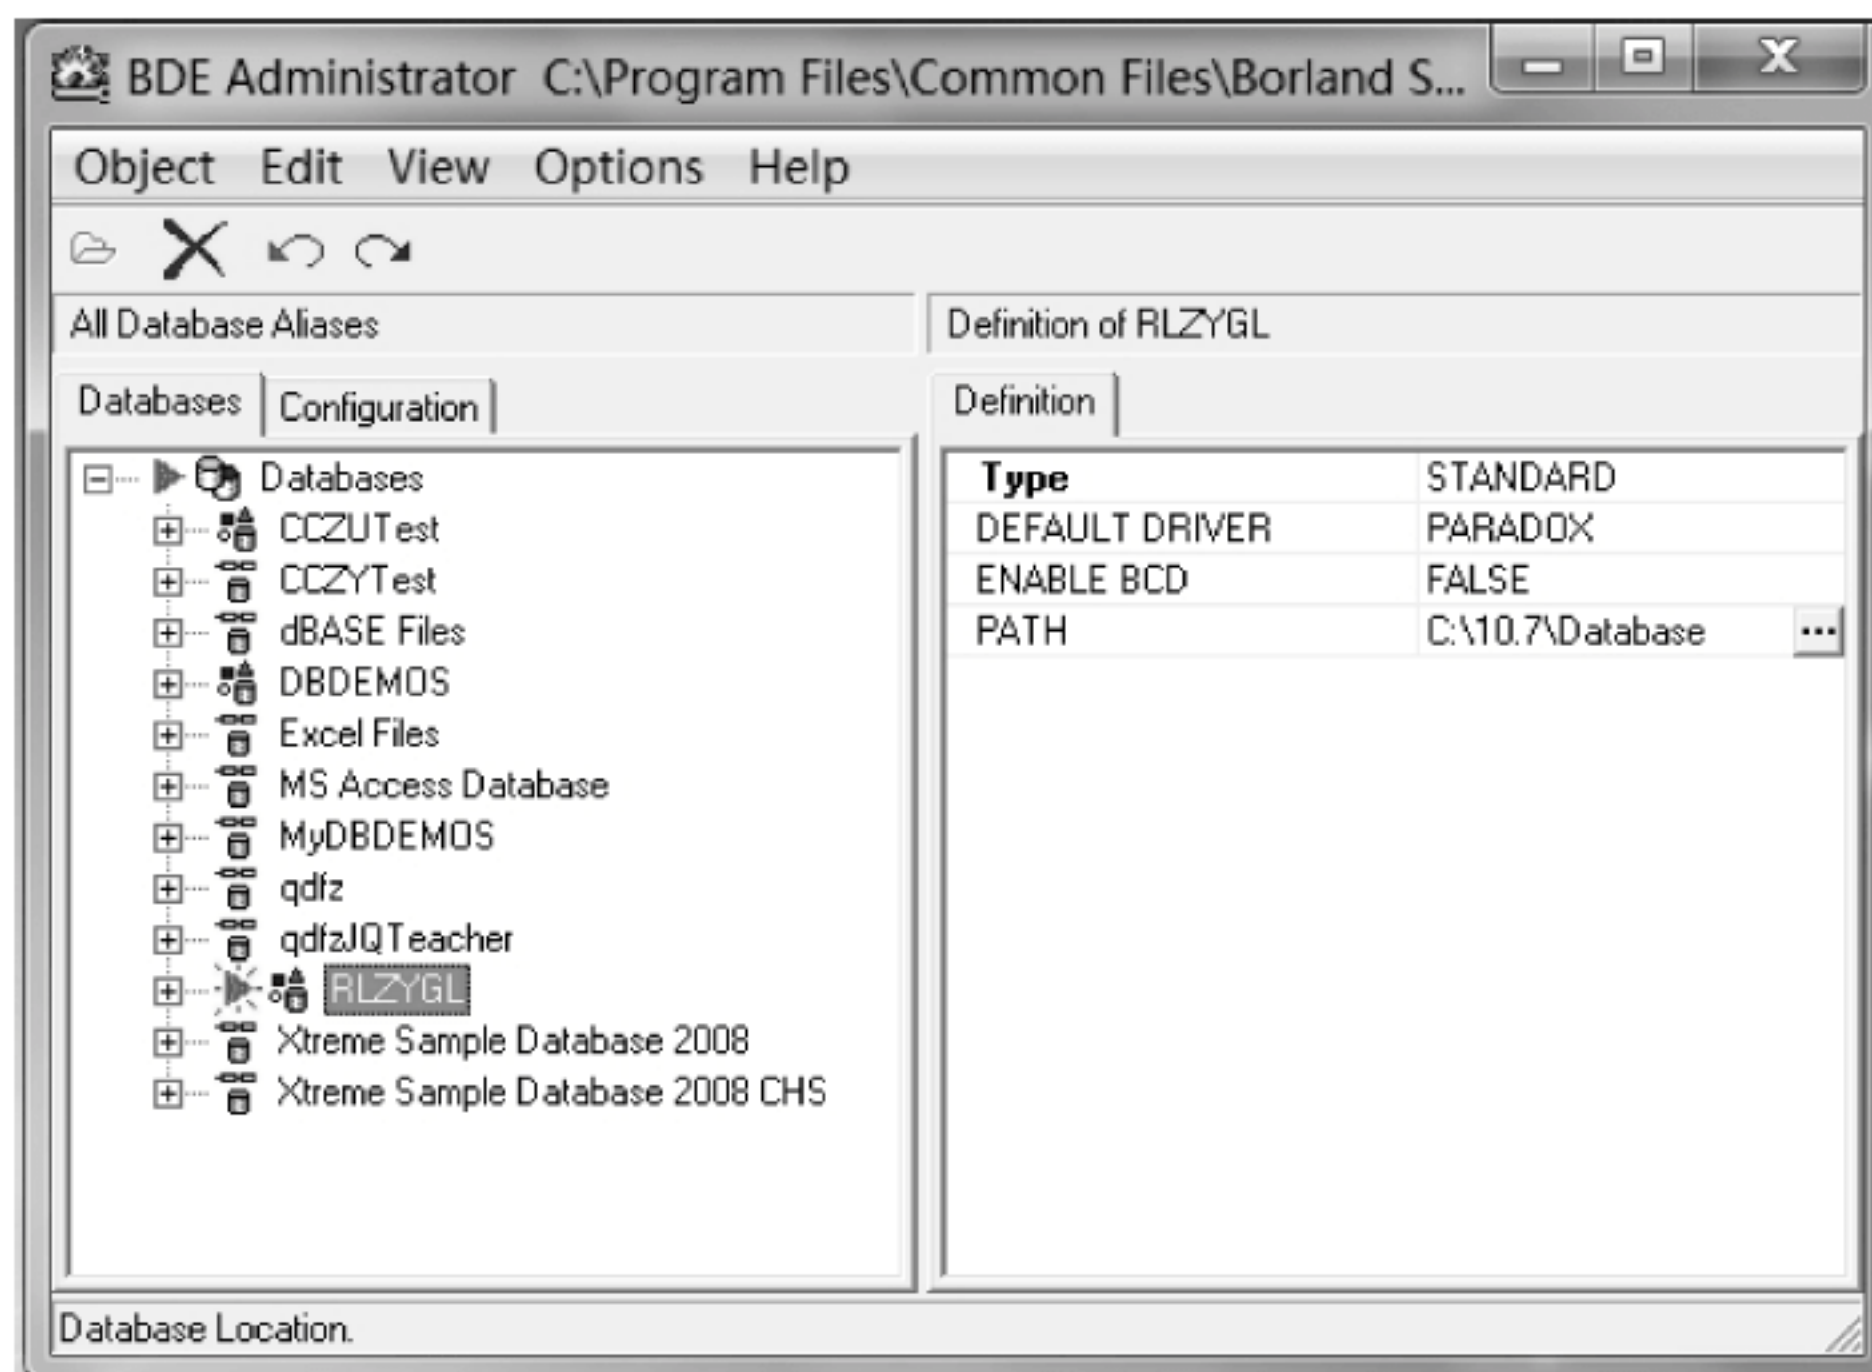 BDE Administrator C:\Program Files\Common Files\Borland S...
Object Edit View Options Help
All Database Aliases
Definition of RLZYGL
Databases Configuration
Definition
Databases
CCZUTest
CCZYTest
dBASE Files
DBDEMOS
Excel Files
MS Access Database
MyDBDEMOS
qdfz
qdfzJQTeacher
RLZYGL
Xtreme Sample Database 2008
Xtreme Sample Database 2008 CHS
Type STANDARD
DEFAULT DRIVER PARADOX
ENABLE BCD FALSE
PATH C:\10.7\Database ...
Database Location.